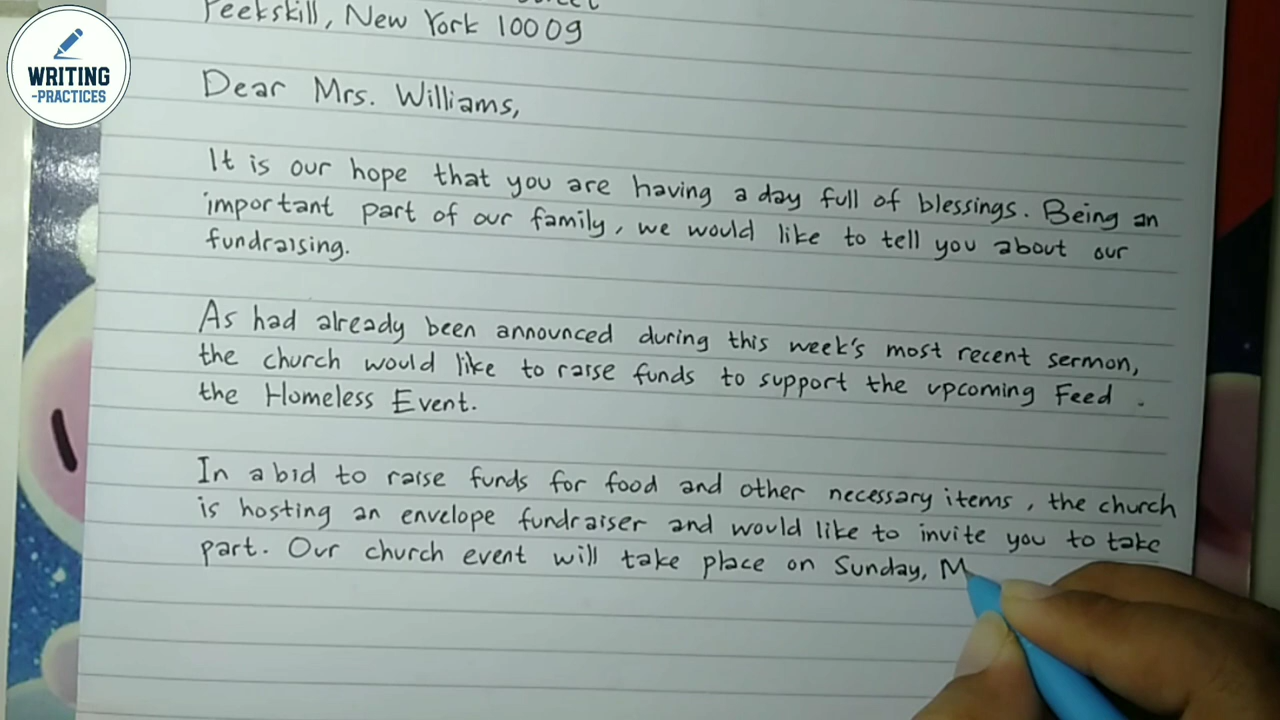 Peekskill, New York 10009
WRITING
-PRACTICES
Dear Mrs. Williams,
It is our hope that you are having a day full of blessings. Being an
important part of our family, we would like to tell you about our
fundraising.
As had already been announced during this week's most recent sermon,
the church would like to raise funds to support the upcoming Feed
the Homeless Event.
In a bid to raise funds for food and other necessary items, the church
is hosting an envelope fundraiser and would like to invite you to take
part. Our church event will take place on Sunday, M